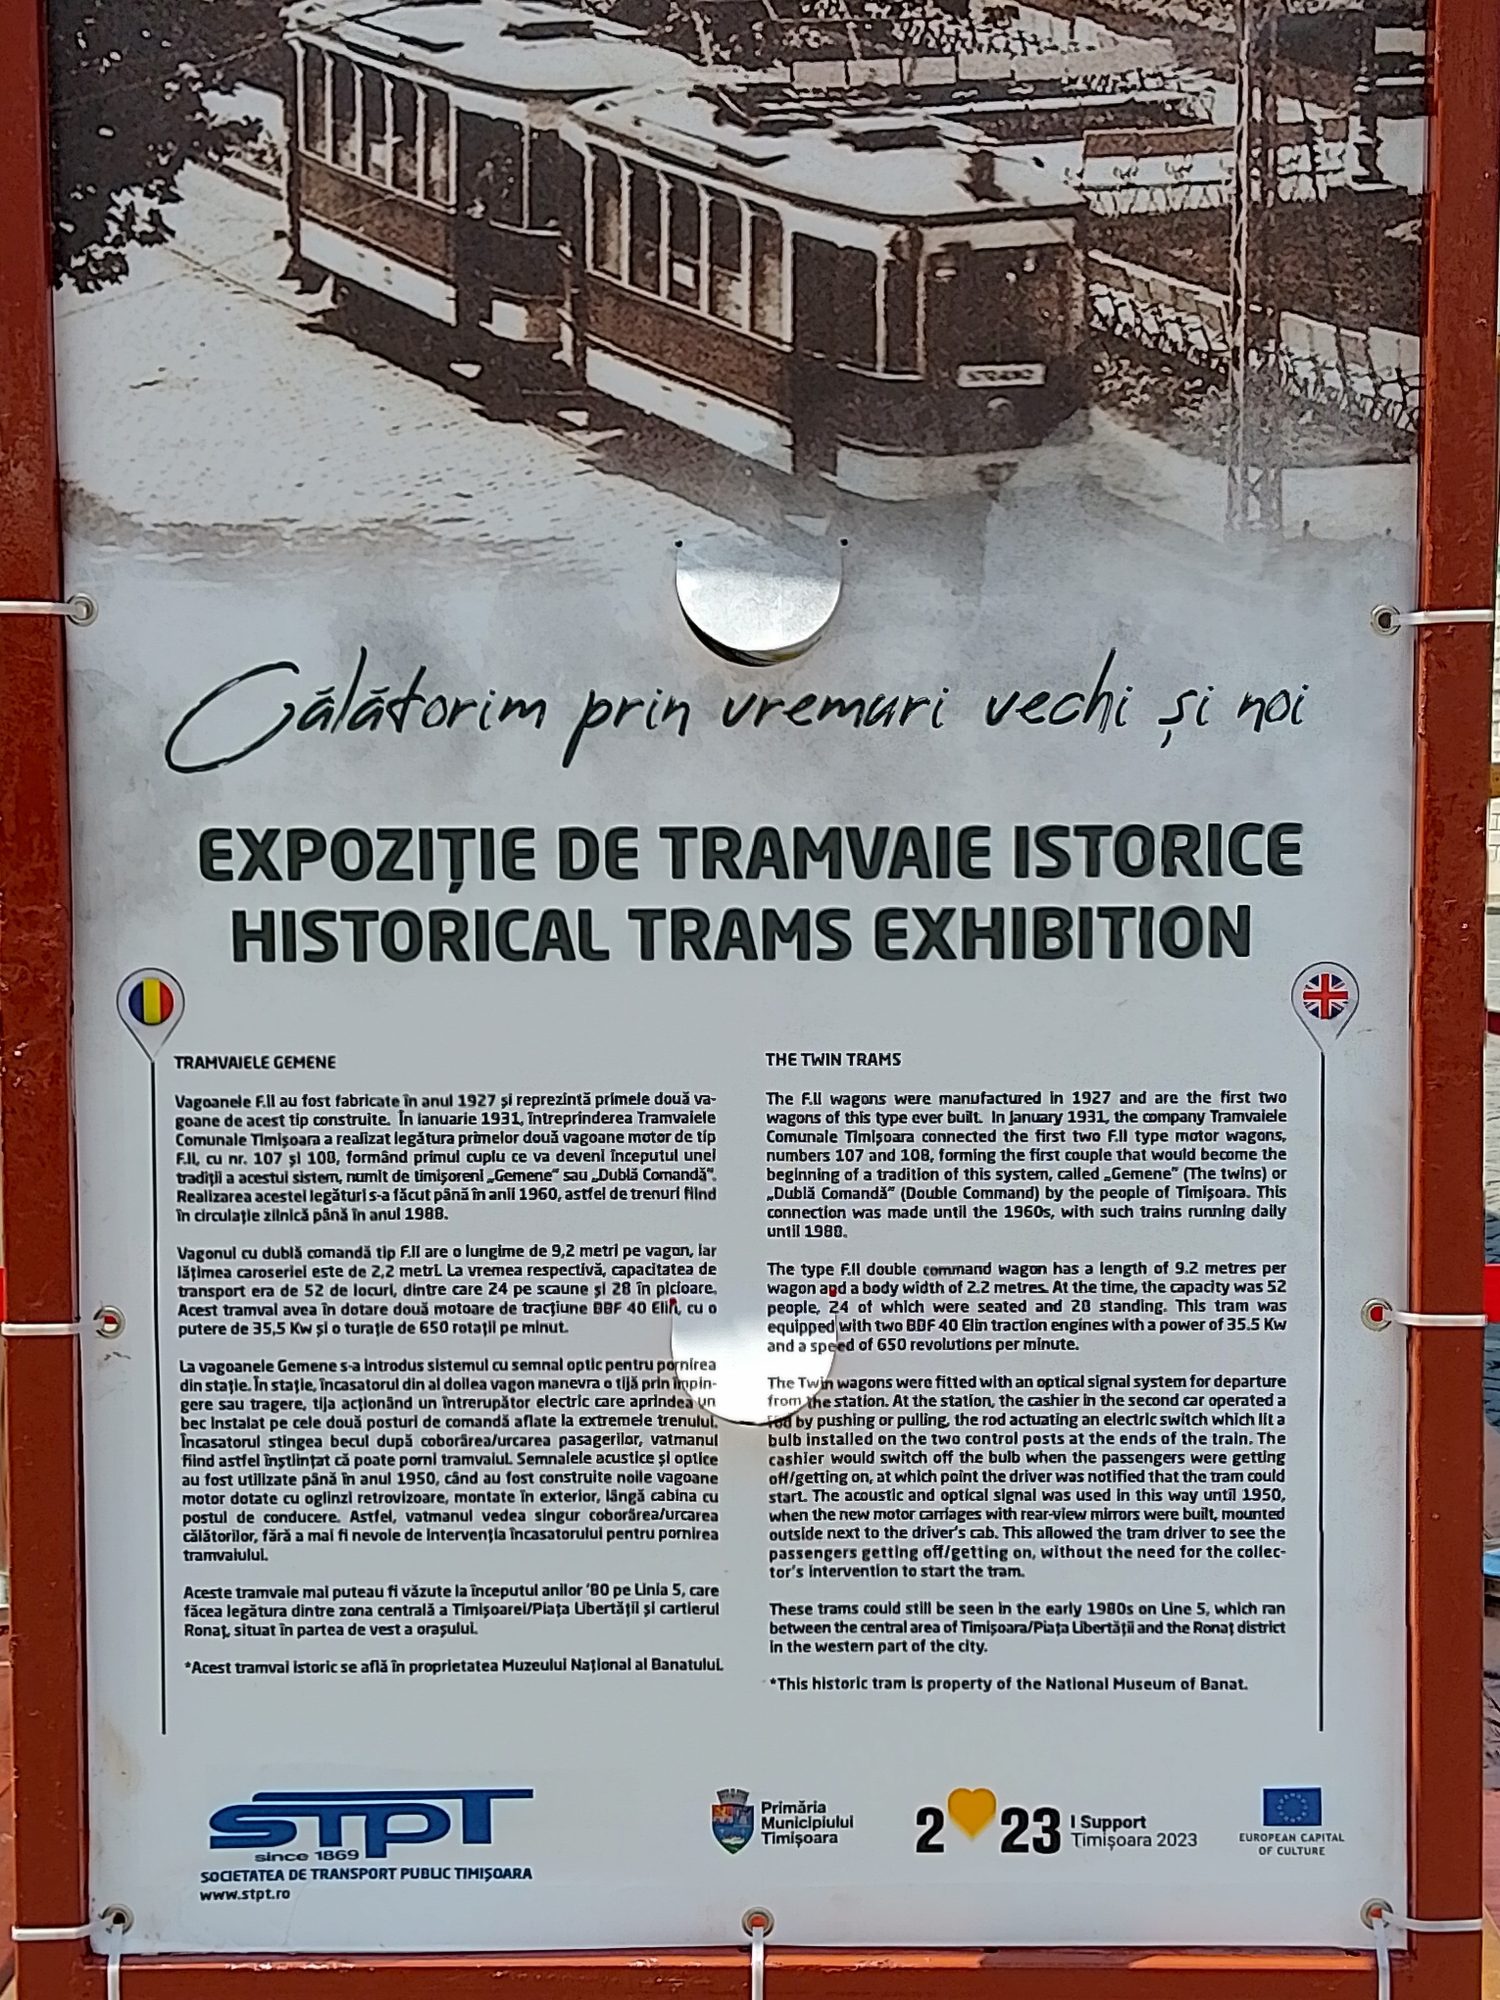 Călătorim prin vremuri vechi și noi
EXPOZIȚIE DE TRAMVAIE ISTORICE
HISTORICAL TRAMS EXHIBITION
TRAMVAIELE GEMENE
Vagoanele F.II au fost fabricate în anul 1927 și reprezintă primele două va-
goane de acest tip construite. În ianuarie 1931, întreprinderea Tramvaiele
Comunale Timișoara a realizat legătura primelor două vagoane motor de tip
F.II, cu nr. 107 și 108, formând primul cuplu ce va deveni începutul unei
tradiții a acestui sistem, numit de timișoreni „Gemene” sau „Dublă Comandă”.
Realizarea acestei legături s-a făcut până în anii 1960, astfel de trenuri fiind
în circulație zilnică până în anul 1988.
Vagonul cu dublă comandă tip F.II are o lungime de 9,2 metri pe vagon, iar
lățimea caroseriei este de 2,2 metri. La vremea respectivă, capacitatea de
transport era de 52 de locuri, dintre care 24 pe scaune și 28 în picioare.
Acest tramvai avea în dotare două motoare de tracțiune BBF 40 Elin, cu o
putere de 35,5 Kw și o turație de 650 rotații pe minut.
La vagoanele Gemene s-a introdus sistemul cu semnal optic pentru pornirea
din stație. În stație, încasatorul din al doilea vagon manevra o tijă prin împin-
gere sau tragere, tija acționând un întrerupător electric care aprindea un
bec instalat pe cele două posturi de comandă aflate la extremele trenului.
Încasatorul stingea becul după coborârea/urcarea pasagerilor, vatmanul
fiind astfel înștiințat că poate porni tramvaiul. Semnalele acustice și optice
au fost utilizate până în anul 1950, când au fost construite noile vagoane
motor dotate cu oglinzi retrovizoare, montate în exterior, lângă cabina cu
postul de conducere. Astfel, vatmanul vedea singur coborârea/urcarea
călătorilor, fără a mai fi nevoie de intervenția încasatorului pentru pornirea
tramvaiului.
Aceste tramvaie mai puteau fi văzute la începutul anilor ’80 pe Linia 5, care
făcea legătura dintre zona centrală a Timișoarei/Piața Libertății și cartierul
Ronaț, situat în partea de vest a orașului.
*Acest tramvai istoric se află în proprietatea Muzeului Național al Banatului.
THE TWIN TRAMS
The F.II wagons were manufactured in 1927 and are the first two
wagons of this type ever built. In January 1931, the company Tramvaiele
Comunale Timișoara connected the first two F.II type motor wagons,
numbers 107 and 108, forming the first couple that would become the
beginning of a tradition of this system, called „Gemene” (The twins) or
„Dublă Comandă” (Double Command) by the people of Timișoara. This
connection was made until the 1960s, with such trains running daily
until 1988.
The type F.II double command wagon has a length of 9.2 metres per
wagon and a body width of 2.2 metres. At the time, the capacity was 52
people, 24 of which were seated and 28 standing. This tram was
equipped with two BDF 40 Elin traction engines with a power of 35.5 Kw
and a speed of 650 revolutions per minute.
The Twin wagons were fitted with an optical signal system for departure
from the station. At the station, the cashier in the second car operated a
rod by pushing or pulling, the rod actuating an electric switch which lit a
bulb installed on the two control posts at the ends of the train. The
cashier would switch off the bulb when the passengers were getting
off/getting on, at which point the driver was notified that the tram could
start. The acoustic and optical signal was used in this way until 1950,
when the new motor carriages with rear-view mirrors were built, mounted
outside next to the driver’s cab. This allowed the tram driver to see the
passengers getting off/getting on, without the need for the collec-
tor’s intervention to start the tram.
These trams could still be seen in the early 1980s on Line 5, which ran
between the central area of Timișoara/Piața Libertății and the Ronaț district
in the western part of the city.
*This historic tram is property of the National Museum of Banat.
STPT
since 1869
SOCIETATEA DE TRANSPORT PUBLIC TIMIȘOARA
www.stpt.ro
Primăria
Municipiului
Timișoara
2023
I Support
Timișoara 2023
EUROPEAN CAPITAL
OF CULTURE